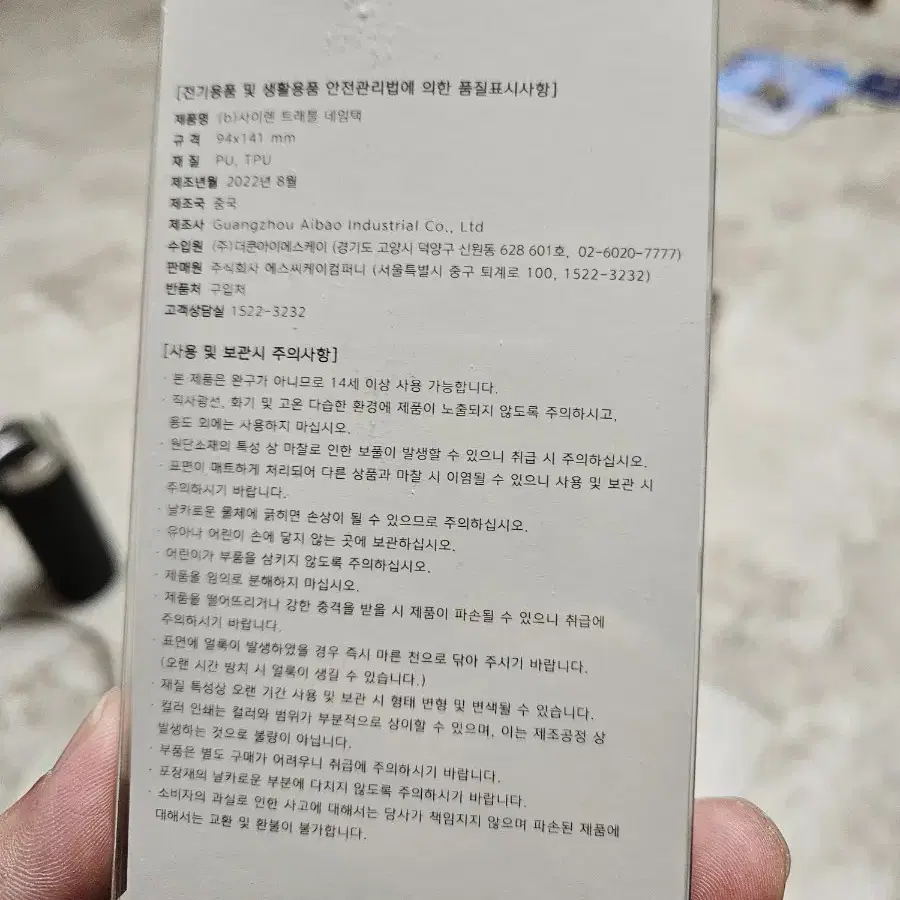 [전기용품 및 생활용품 안전관리법에 의한 품질표시사항]
제품명 (b)사이렌 트래블 네임택
규 격 94x141 mm
재 질 PU, TPU
제조년월 2022년 8월
제조국 중국
제조사 Guangzhou Aibao Industrial Co., Ltd
수입원 (주)더쿤아이에스케이 (경기도 고양시 덕양구 신원동 628 601호, 02-6020-7777)
판매원 주식회사 에스씨케이컴퍼니 (서울특별시 중구 퇴계로 100, 1522-3232)
반품처 구입처
고객상담실 1522-3232
[사용 및 보관시 주의사항]
· 본 제품은 완구가 아니므로 14세 이상 사용 가능합니다.
· 직사광선, 화기 및 고온 다습한 환경에 제품이 노출되지 않도록 주의하시고,
용도 외에는 사용하지 마십시오.
· 원단소재의 특성 상 마찰로 인한 보풀이 발생할 수 있으니 취급 시 주의하십시오.
· 표면이 매트하게 처리되어 다른 상품과 마찰 시 이염될 수 있으니 사용 및 보관 시
주의하시기 바랍니다.
· 날카로운 물체에 긁히면 손상이 될 수 있으므로 주의하십시오.
· 유아나 어린이 손에 닿지 않는 곳에 보관하십시오.
· 어린이가 부품을 삼키지 않도록 주의하십시오.
· 제품을 임의로 분해하지 마십시오.
· 제품을 떨어뜨리거나 강한 충격을 받을 시 제품이 파손될 수 있으니 취급에
주의하시기 바랍니다.
· 표면에 얼룩이 발생하였을 경우 즉시 마른 천으로 닦아 주시기 바랍니다.
(오랜 시간 방치 시 얼룩이 생길 수 있습니다.)
· 재질 특성상 오랜 기간 사용 및 보관 시 형태 변형 및 변색될 수 있습니다.
· 컬러 인쇄는 컬러와 범위가 부분적으로 상이할 수 있으며, 이는 제조공정 상
발생하는 것으로 불량이 아닙니다.
· 부품은 별도 구매가 어려우니 취급에 주의하시기 바랍니다.
· 포장재의 날카로운 부분에 다치지 않도록 주의하시기 바랍니다.
· 소비자의 과실로 인한 사고에 대해서는 당사가 책임지지 않으며 파손된 제품에
대해서는 교환 및 환불이 불가합니다.